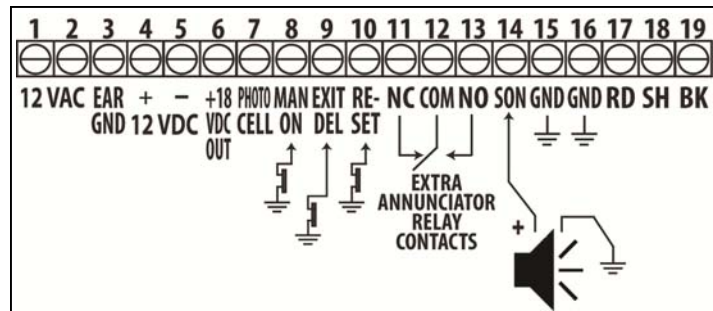 1 2 3 4 5 6 7 8 9 10 11 12 13 14 15 16 17 18 19
12 VAC EAR + − +18 PHOTO MAN EXIT RE- NC COM NO SON GND GND RD SH BK
GND 12 VDC VDC CELL ON DEL SET
OUT
EXTRA
ANNUNCIATOR
RELAY
CONTACTS
+